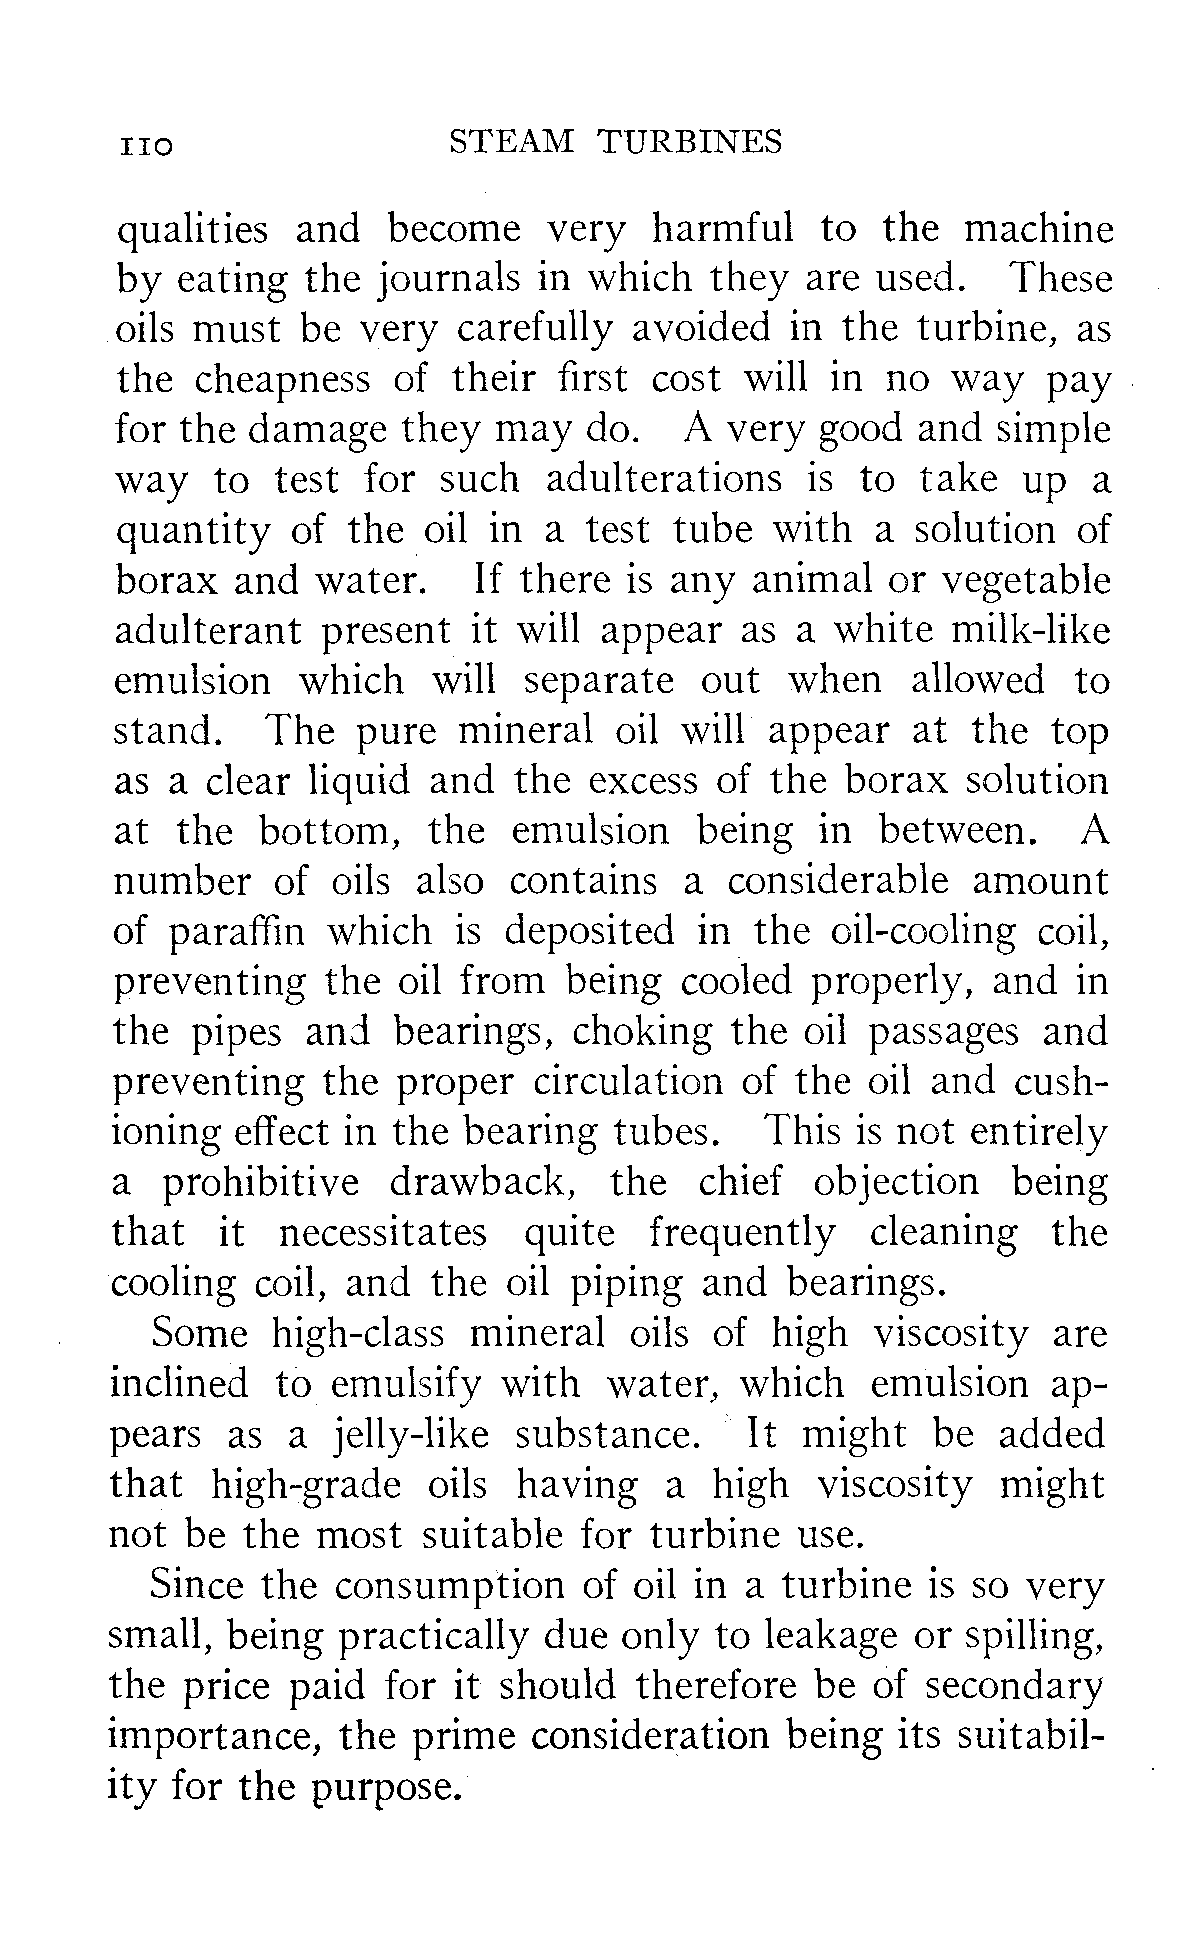 110 STEAM TURBINES
qualities and become very harmful to the machine
by eating the journals in which they are used. These
oils must be very carefully avoided in the turbine, as
the cheapness of their first cost will in no way pay
for the damage they may do. A very good and simple
way to test for such adulterations is to take up a
quantity of the oil in a test tube with a solution of
borax and water. If there is any animal or vegetable
adulterant present it will appear as a white milk-like
emulsion which will separate out when allowed to
stand. The pure mineral oil will appear at the top
as a clear liquid and the excess of the borax solution
at the bottom, the emulsion being in between. A
number of oils also contains a considerable amount
of paraffin which is deposited in the oil-cooling coil,
preventing the oil from being cooled properly, and in
the pipes and bearings, choking the oil passages and
preventing the proper circulation of the oil and cush-
ioning effect in the bearing tubes. This is not entirely
a prohibitive drawback, the chief objection being
that it necessitates quite frequently cleaning the
cooling coil, and the oil piping and bearings.
Some high-class mineral oils of high viscosity are
inclined to emulsify with water, which emulsion ap-
pears as a jelly-like substance. It might be added
that high-grade oils having a high viscosity might
not be the most suitable for turbine use.
Since the consumption of oil in a turbine is so very
small, being practically due only to leakage or spilling,
the price paid for it should therefore be of secondary
importance, the prime consideration being its suitabil-
ity for the purpose.